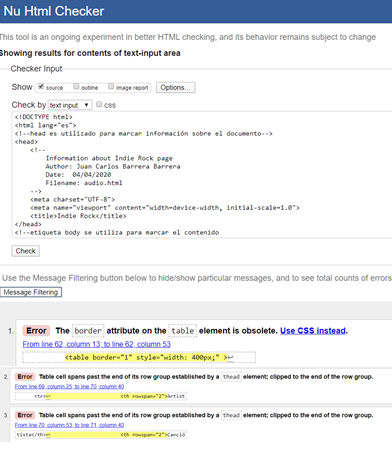 Nu Html Checker
This tool is an ongoing experiment in better HTML checking, and its behavior remains subject to change
Showing results for contents of text-input area
Checker Input
Show source outline image report Options...
Check by text input css
<!DOCTYPE html>
<html lang="es">
<!--head es utilizado para marcar información sobre el documento-->
<head>
<!--
Information about Indie Rock page
Author: Juan Carlos Barrera Barrera
Date: 04/04/2020
Filename: audio.html
-->
<meta charset="UTF-8">
<meta name="viewport" content="width=device-width, initial-scale=1.0">
<title>Indie Rock</title>
</head>
<!--etiqueta body se utiliza para marcar el contenido
Check
Use the Message Filtering button below to hide/show particular messages, and to see total counts of errors
Message Filtering
1. Error The border attribute on the table element is obsolete. Use CSS instead.
From line 62, column 13; to line 62, column 53
<table border="1" style="width: 400px;" >↩
2. Error Table cell spans past the end of its row group established by a thead element; clipped to the end of the row group.
From line 69, column 25; to line 70, column 40
<tr>↩ <th rowspan="2">Artist
3. Error Table cell spans past the end of its row group established by a thead element; clipped to the end of the row group.
From line 70, column 53; to line 71, column 40
tista</th>↩ <th rowspan="2">Canció